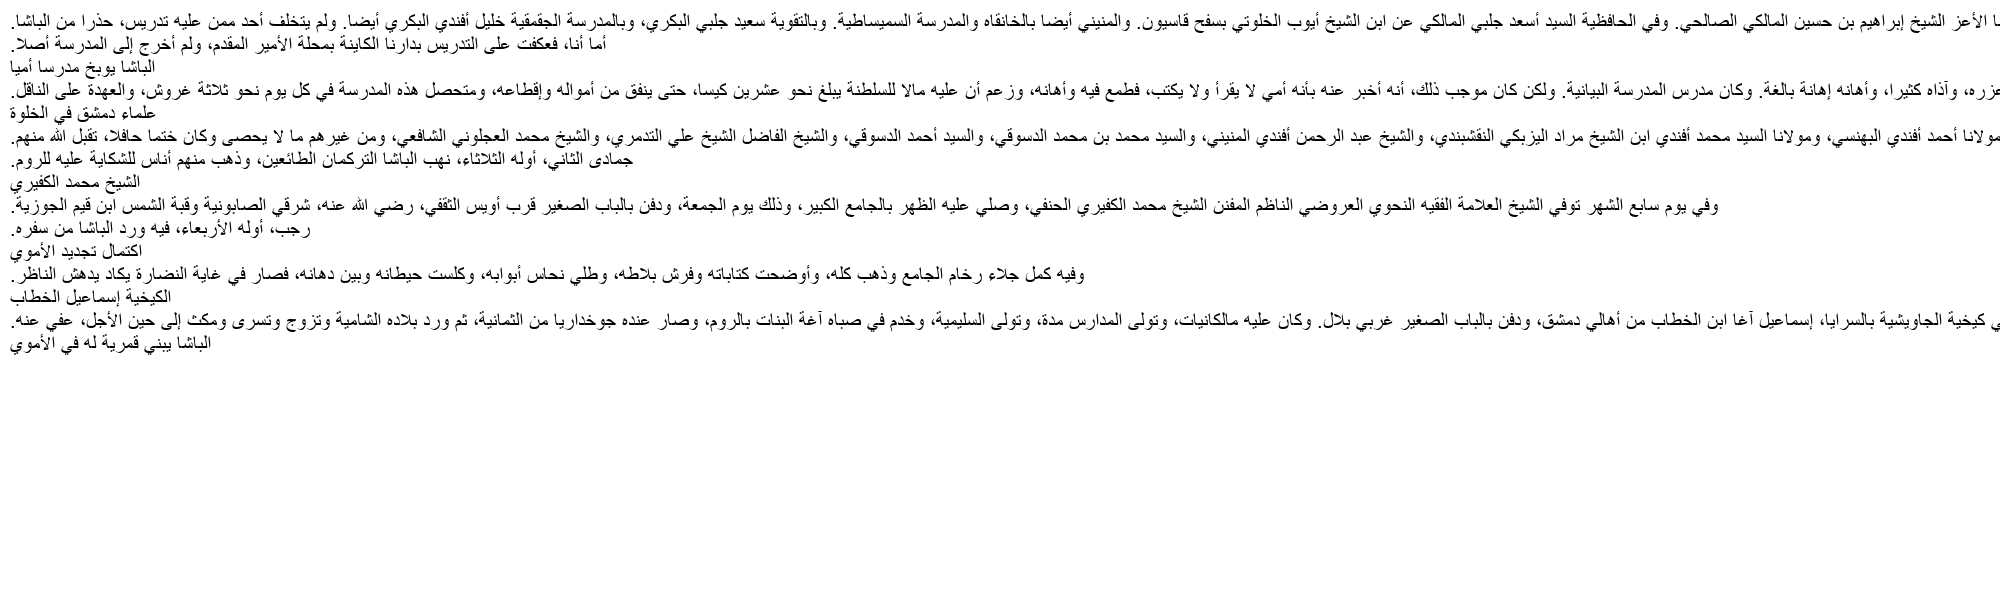 الأعز الشيخ إبراهيم بن حسين المالكي الصالحي. وفي الحافظية السيد أسعد جلبي المالكي عن ابن الشيخ أيوب الخلوتي بسفح قاسيون. والمنيني أيضا بالخانقاه والمدرسة السميساطية. وبالتقوية سعيد جلبي البكري، وبالمدرسة الجقمقية خليل أفندي البكري أيضا. ولم يتخلف أحد ممن عليه تدريس، حذرا من الباشا.
أما أنا، فعكفت على التدريس بدارنا الكاينة بمحلة الأمير المقدم، ولم أخرج إلى المدرسة أصلا.
الباشا يوبخ مدرسا أميا
عزره، وآذاه كثيرا، وأهانه إهانة بالغة. وكان مدرس المدرسة البيانية. ولكن كان موجب ذلك، أنه أخبر عنه بأنه أمي لا يقرأ ولا يكتب، فطمع فيه وأهانه، وزعم أن عليه مالا للسلطنة يبلغ نحو عشرين كيسا، حتى ينفق من أمواله وإقطاعه، ومتحصل هذه المدرسة في كل يوم نحو ثلاثة غروش، والعهدة على الناقل.
علماء دمشق في الخلوة
مولانا أحمد أفندي البهنسي، ومولانا السيد محمد أفندي ابن الشيخ مراد اليزبكي النقشبندي، والشيخ عبد الرحمن أفندي المنيني، والسيد محمد بن محمد الدسوقي، والسيد أحمد الدسوقي، والشيخ الفاضل الشيخ علي التدمري، والشيخ محمد العجلوني الشافعي، ومن غيرهم ما لا يحصى وكان ختما حافلا، تقبل الله منهم.
جمادى الثاني، أوله الثلاثاء، نهب الباشا التركمان الطائعين، وذهب منهم أناس للشكاية عليه للروم.
الشيخ محمد الكفيري
وفي يوم سابع الشهر توفي الشيخ العلامة الفقيه النحوي العروضي الناظم المفنن الشيخ محمد الكفيري الحنفي، وصلي عليه الظهر بالجامع الكبير، وذلك يوم الجمعة، ودفن بالباب الصغير قرب أويس الثقفي، رضي الله عنه، شرقي الصابونية وقبة الشمس ابن قيم الجوزية.
رجب، أوله الأربعاء، فيه ورد الباشا من سفره.
اكتمال تجديد الأموي
وفيه كمل جلاء رخام الجامع وذهب كله، وأوضحت كتاباته وفرش بلاطه، وطلي نحاس أبوابه، وكلست حيطانه وبين دهانه، فصار في غاية النضارة يكاد يدهش الناظر.
الكيخية إسماعيل الخطاب
كيخية الجاويشية بالسرايا، إسماعيل آغا ابن الخطاب من أهالي دمشق، ودفن بالباب الصغير غربي بلال. وكان عليه مالكانيات، وتولى المدارس مدة، وتولى السليمية، وخدم في صباه آغة البنات بالروم، وصار عنده جوخداريا من الثمانية، ثم ورد بلاده الشامية وتزوج وتسرى ومكث إلى حين الأجل، عفي عنه.
الباشا يبني قمرية له في الأموي